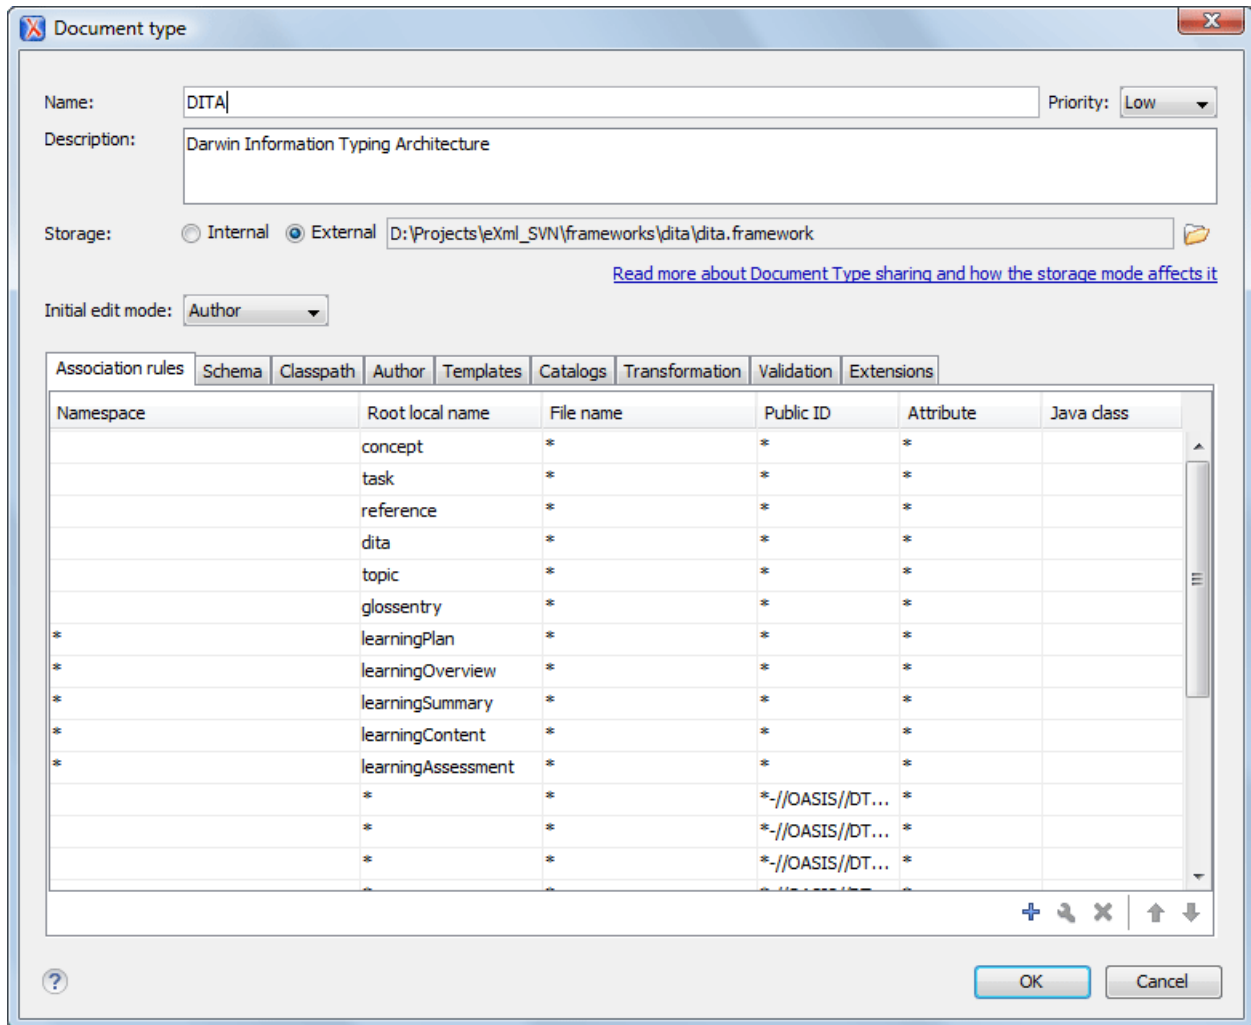 Document type
Name: DITA Priority: Low
Description: Darwin Information Typing Architecture
Storage: Internal External D:\Projects\eXml_SVN\frameworks\dita\dita.framework
Read more about Document Type sharing and how the storage mode affects it
Initial edit mode: Author
Association rules Schema Classpath Author Templates Catalogs Transformation Validation Extensions
Namespace Root local name File name Public ID Attribute Java class
concept * * *
task * * *
reference * * *
dita * * *
topic * * *
glossentry * * *
* learningPlan * * *
* learningOverview * * *
* learningSummary * * *
* learningContent * * *
* learningAssessment * * *
* * *-//OASIS//DT... *
* * *-//OASIS//DT... *
* * *-//OASIS//DT... *
? OK Cancel